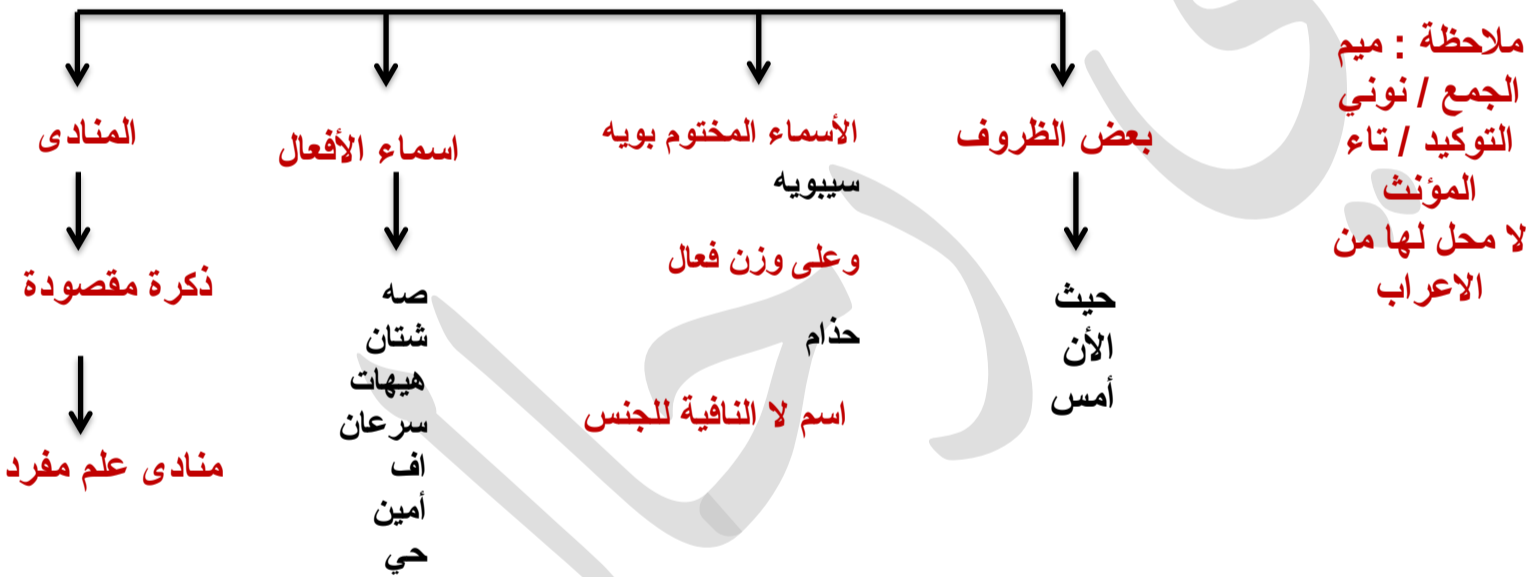 ملاحظة : ميم
الجمع / نوني
التوكيد / تاء
المؤنث
لا محل لها من
الاعراب
بعض الظروف
حيث
الأن
أمس
الأسماء المختوم بويه
سيبويه
وعلى وزن فعال
حذام
اسم لا النافية للجنس
اسماء الأفعال
صه
شتان
هيهات
سرعان
اف
أمين
حي
المنادى
ذكرة مقصودة
منادى علم مفرد